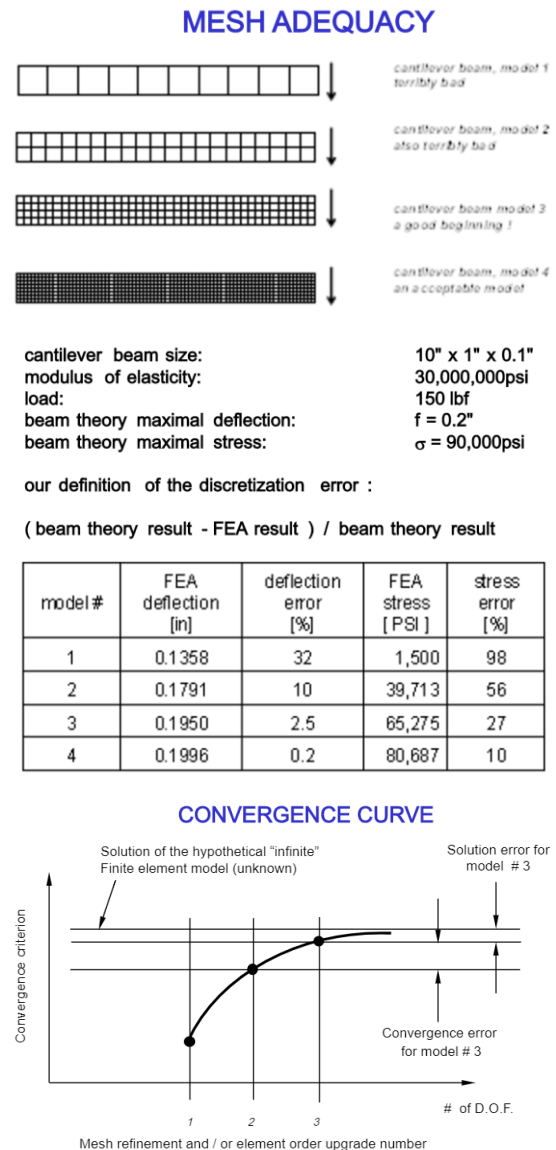 MESH ADEQUACY
cantilever beam, model 1
terribly bad
cantilever beam, model 2
also terribly bad
cantilever beam model 3
a good beginning !
cantilever beam, model 4
an acceptable model
cantilever beam size: 10" x 1" x 0.1"
modulus of elasticity: 30,000,000psi
load: 150 lbf
beam theory maximal deflection: f = 0.2"
beam theory maximal stress: σ = 90,000psi
our definition of the discretization error :
( beam theory result - FEA result ) / beam theory result
model # FEA deflection [in] deflection error [%] FEA stress [ PSI ] stress error [%]
1 0.1358 32 1,500 98
2 0.1791 10 39,713 56
3 0.1950 2.5 65,275 27
4 0.1996 0.2 80,687 10
CONVERGENCE CURVE
Solution of the hypothetical “infinite”
Finite element model (unknown)
Solution error for
model # 3
Convergence criterion
Convergence error
for model # 3
# of D.O.F.
1 2 3
Mesh refinement and / or element order upgrade number